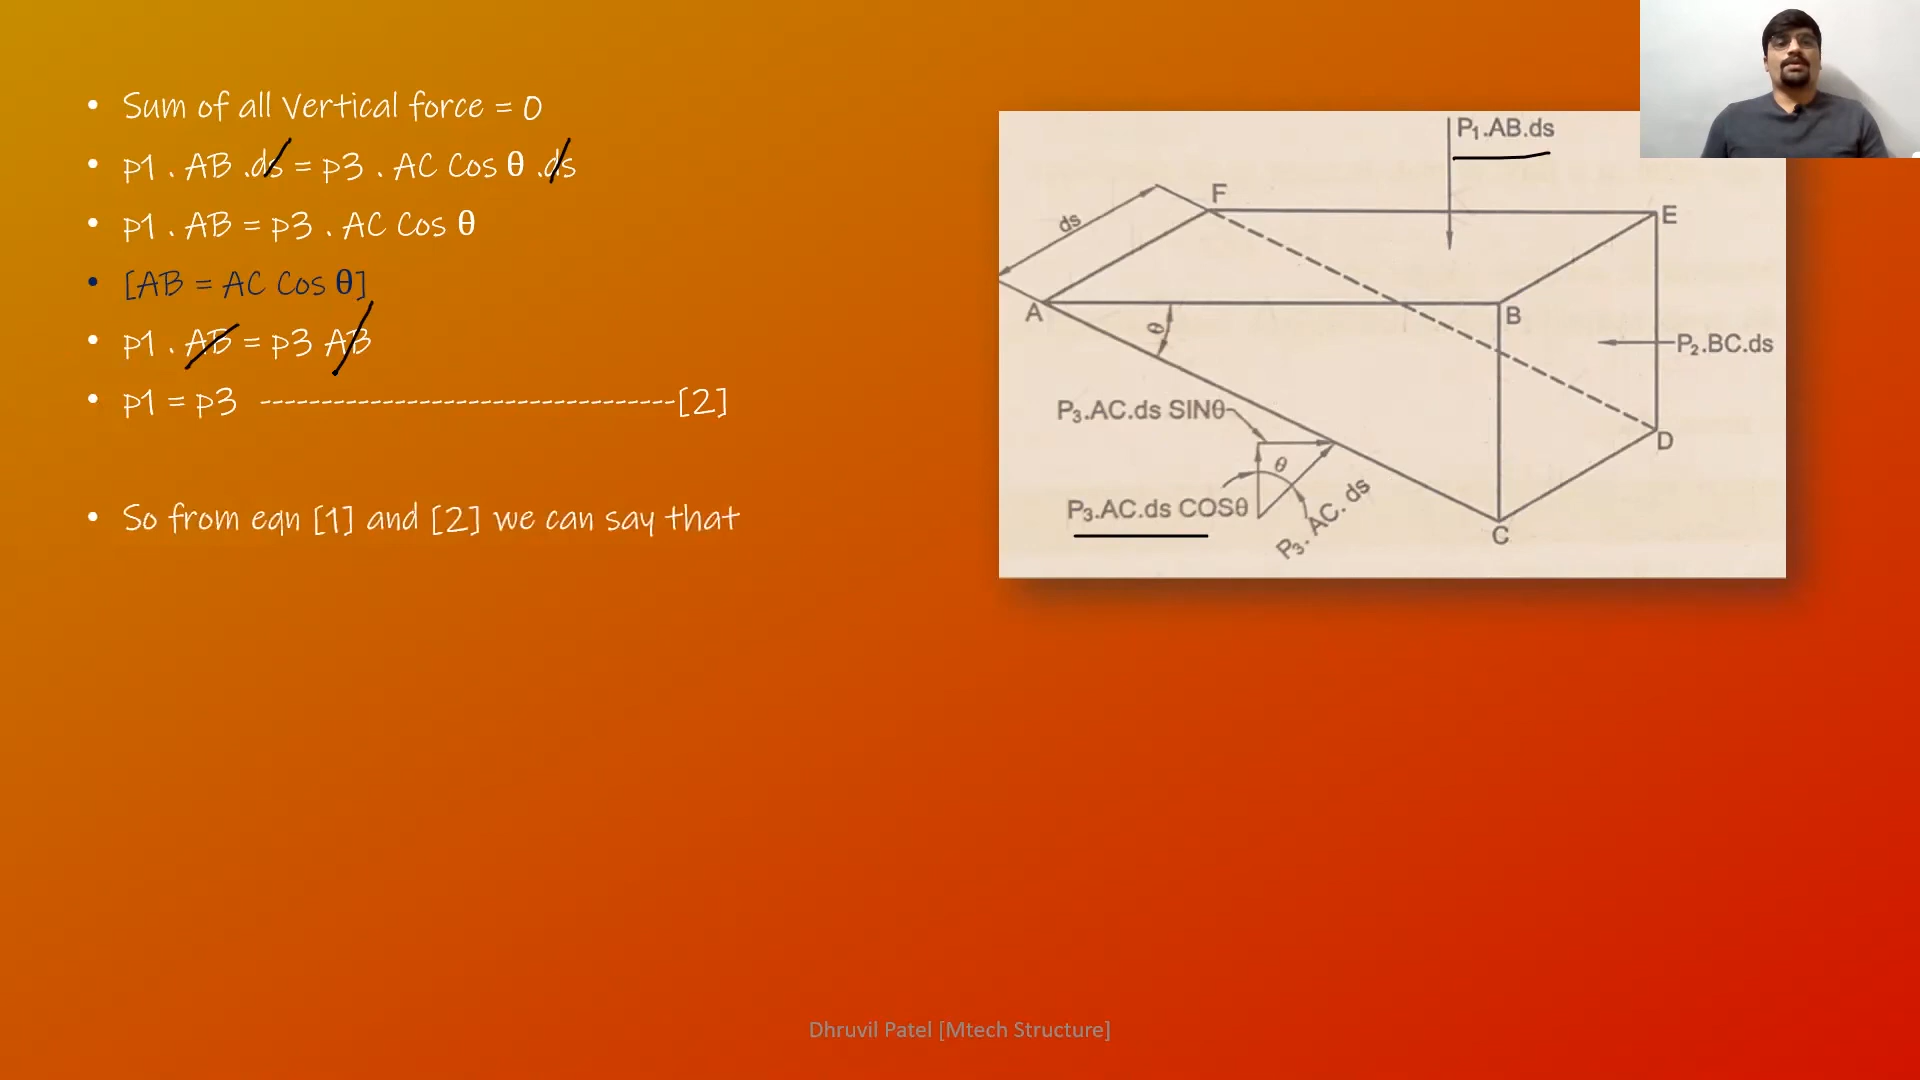 • Sum of all Vertical force = 0
• p1 . AB .ds = p3 . AC Cos θ .ds
• p1 . AB = p3 . AC Cos θ
• [AB = AC Cos θ]
• p1 . AB = p3 AB
• p1 = p3 ----------------------------------[2]
• So from eqn [1] and [2] we can say that
P₁.AB.ds
F
ds
E
A
B
θ
P₂.BC.ds
P₃.AC.ds SINθ
D
θ
P₃.AC.ds COSθ
P₃. AC. ds
C
Dhruvil Patel [Mtech Structure]